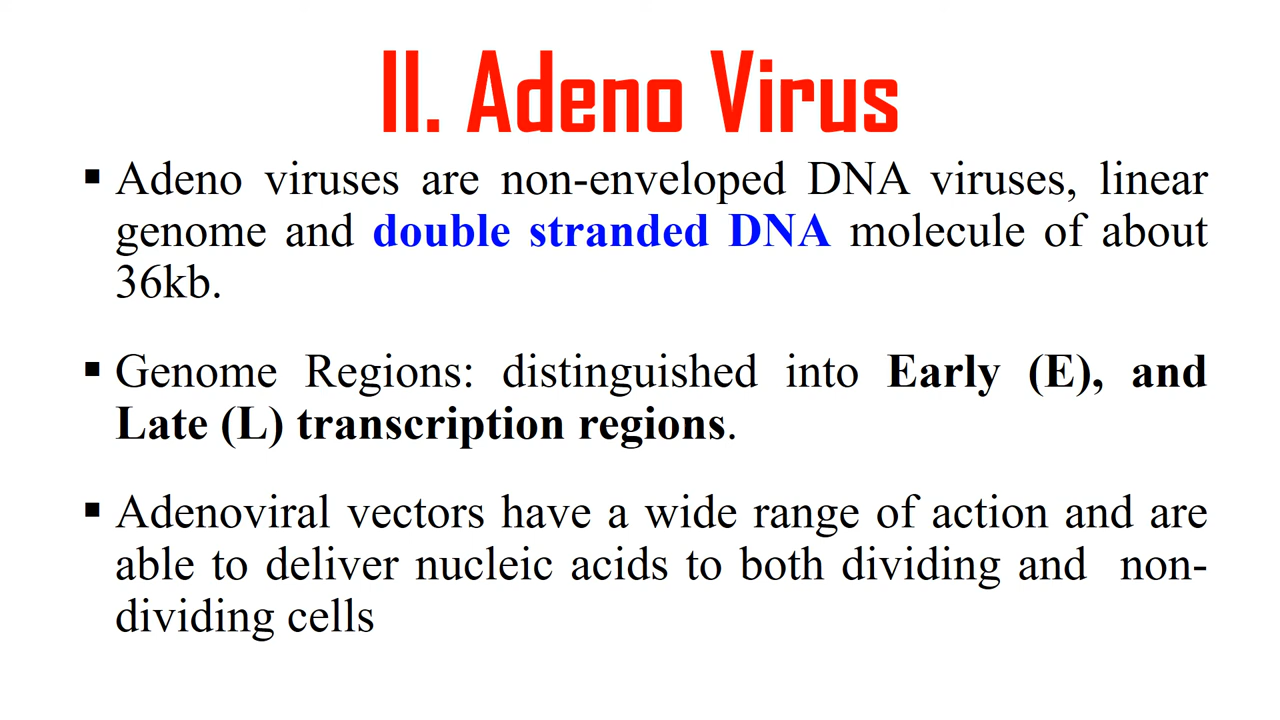 II. Adeno Virus
▪ Adeno viruses are non-enveloped DNA viruses, linear
genome and double stranded DNA molecule of about
36kb.
▪ Genome Regions: distinguished into Early (E), and
Late (L) transcription regions.
▪ Adenoviral vectors have a wide range of action and are
able to deliver nucleic acids to both dividing and non-
dividing cells